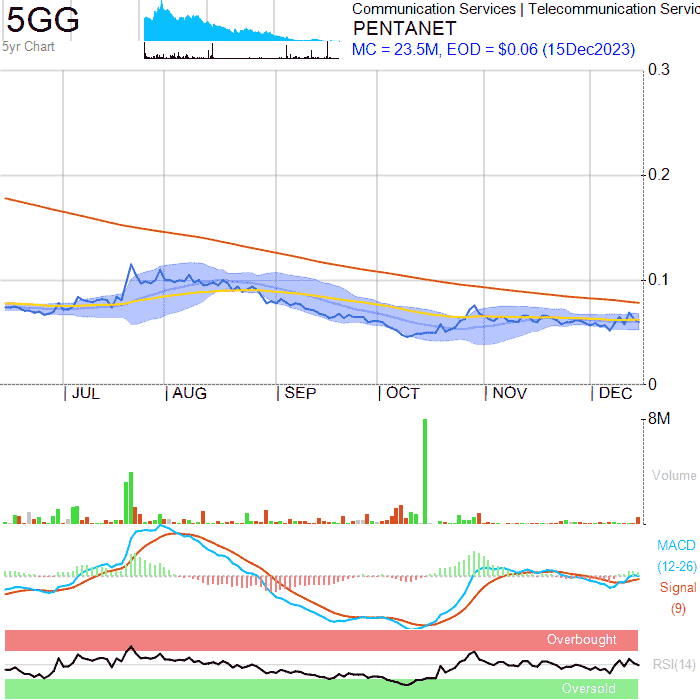 5GG
5yr Chart
Communication Services | Telecommunication Servic
PENTANET
MC = 23.5M, EOD = $0.06 (15Dec2023)
0.3
0.2
0.1
0
JUL AUG SEP OCT NOV DEC
8M
Volume
MACD
(12-26)
Signal
(9)
Overbought
RSI(14)
Oversold